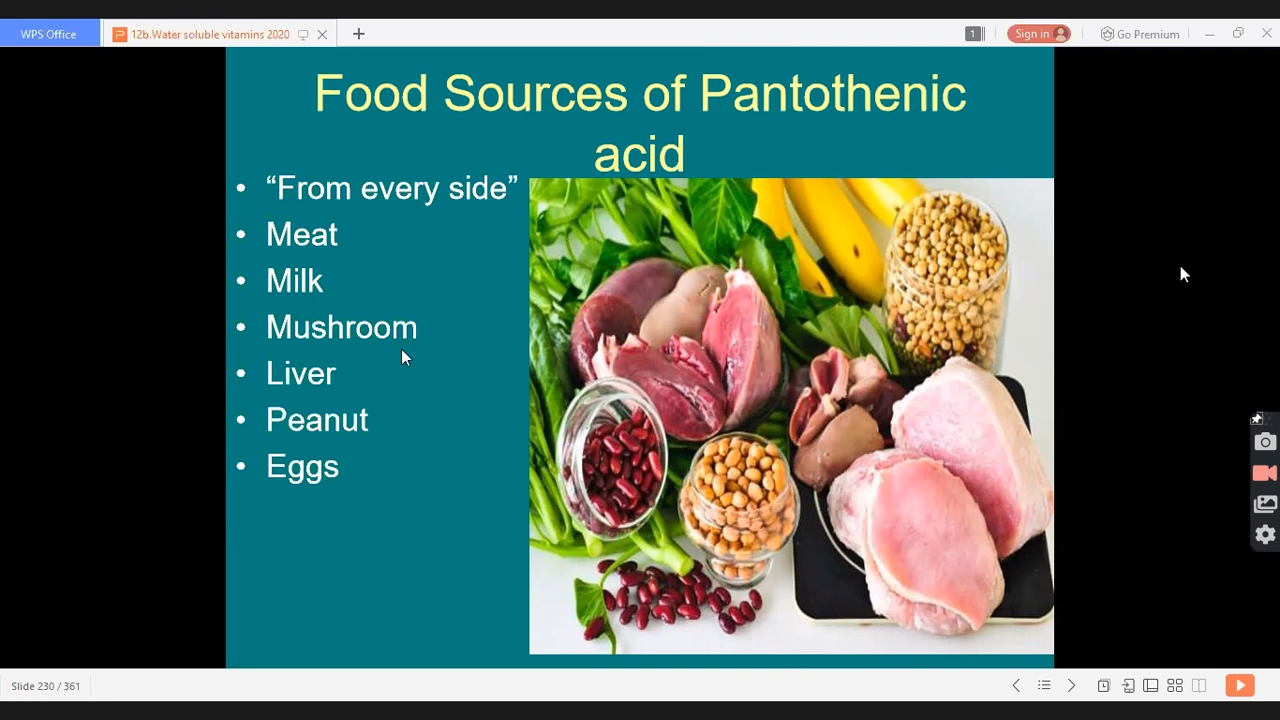 WPS Office
12b.Water soluble vitamins 2020
1
Sign in
Go Premium
Food Sources of Pantothenic
acid
• “From every side”
• Meat
• Milk
• Mushroom
• Liver
• Peanut
• Eggs
Slide 230 / 361